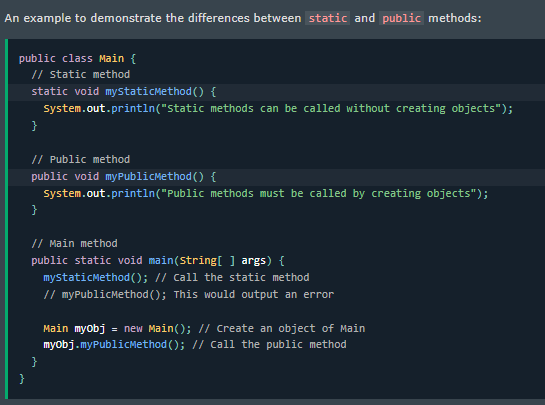 An example to demonstrate the differences between static and public methods:
public class Main {
// Static method
static void myStaticMethod() {
System.out.println("Static methods can be called without creating objects");
}
// Public method
public void myPublicMethod() {
System.out.println("Public methods must be called by creating objects");
}
// Main method
public static void main(String[ ] args) {
myStaticMethod(); // Call the static method
// myPublicMethod(); This would output an error
Main myObj = new Main(); // Create an object of Main
myObj.myPublicMethod(); // Call the public method
}
}